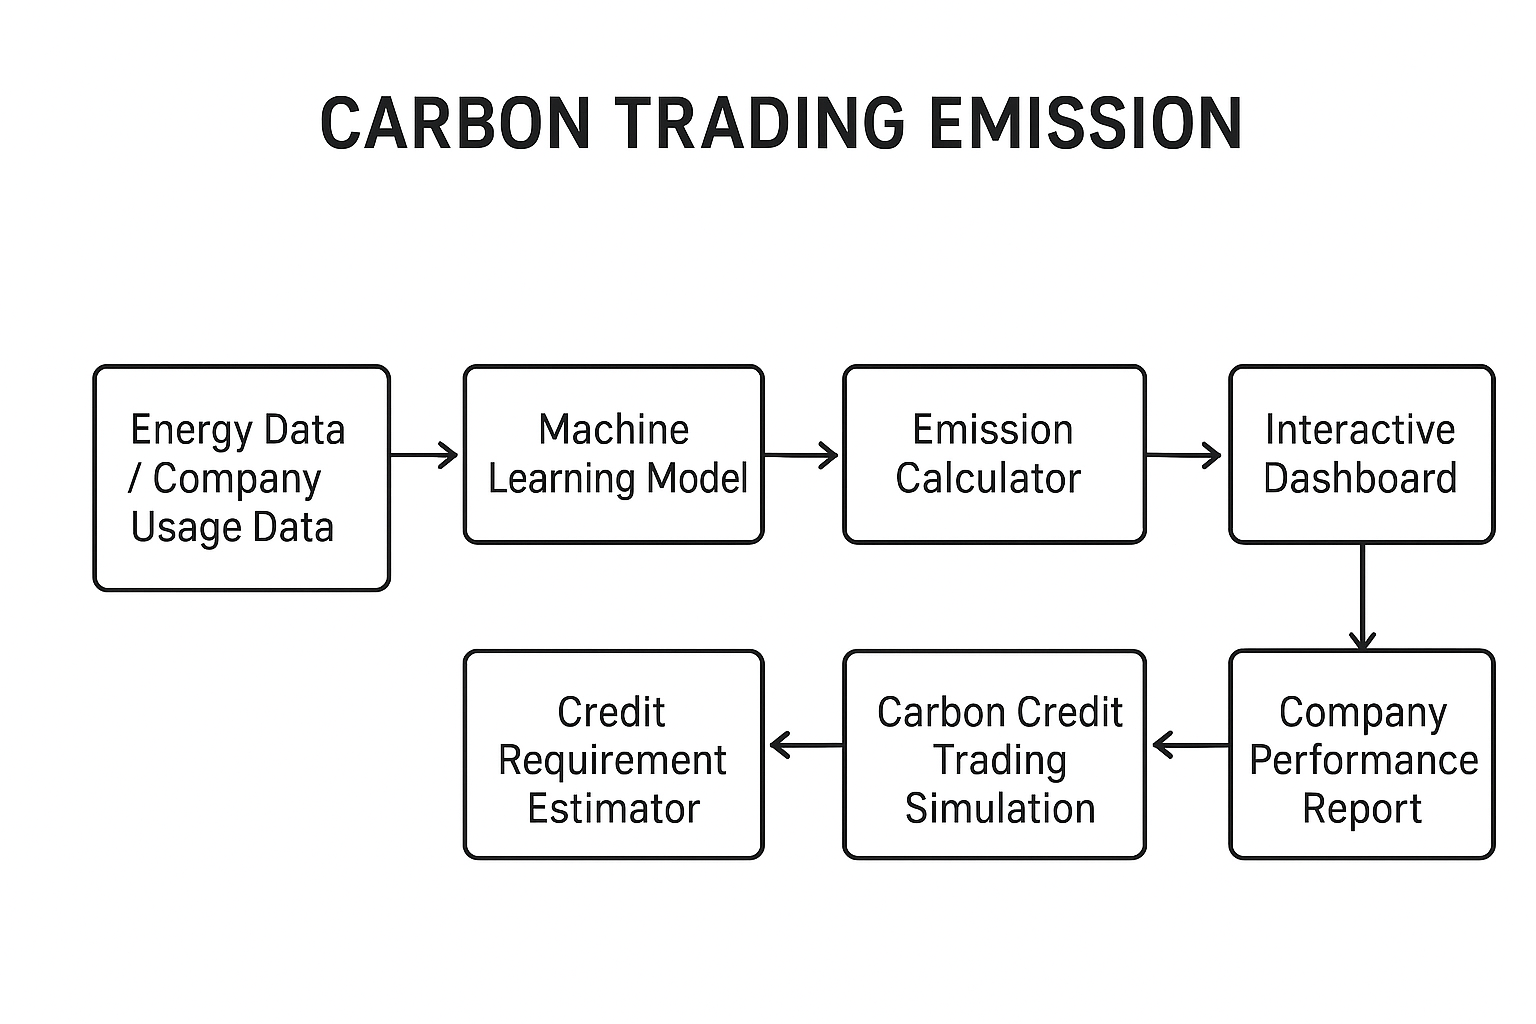 CARBON TRADING EMISSION
Energy Data
/ Company
Usage Data
Machine
Learning Model
Emission
Calculator
Interactive
Dashboard
Company
Performance
Report
Carbon Credit
Trading
Simulation
Credit
Requirement
Estimator